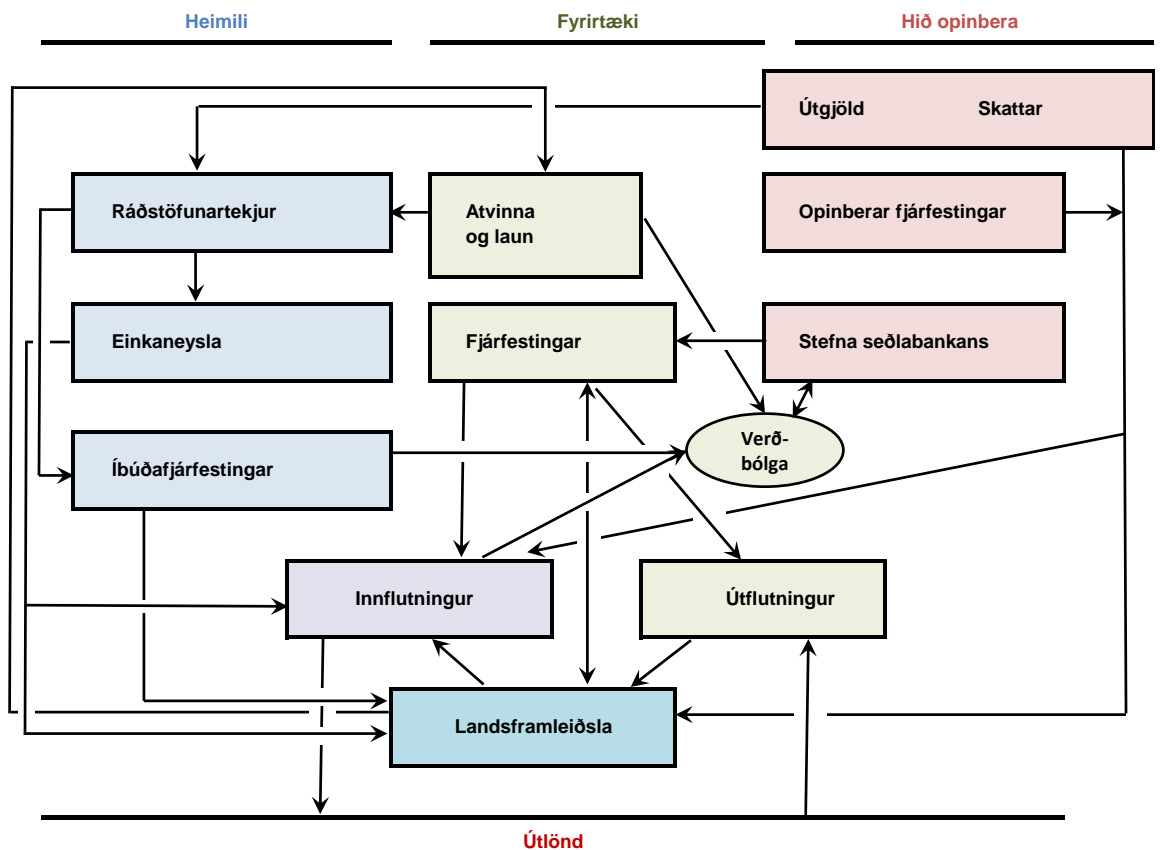 Heimili
Fyrirtæki
Hið opinbera
Útgjöld Skattar
Ráðstöfunartekjur
Atvinna
og laun
Opinberar fjárfestingar
Einkaneysla
Fjárfestingar
Stefna seðlabankans
Verð-
bólga
Íbúðafjárfestingar
Innflutningur
Útflutningur
Landsframleiðsla
Útlönd